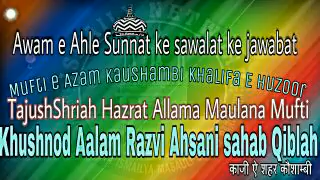 Awam e Ahle Sunnat ke sawalat ke jawabat
Mufti e Azam Kaushambi Khalifa e Huzoor
TajushShriah Hazrat Allama Maulana Mufti
Khushnod Aalam Razvi Ahsani sahab Qiblah
काजी ऐ शहर कौशाम्बी